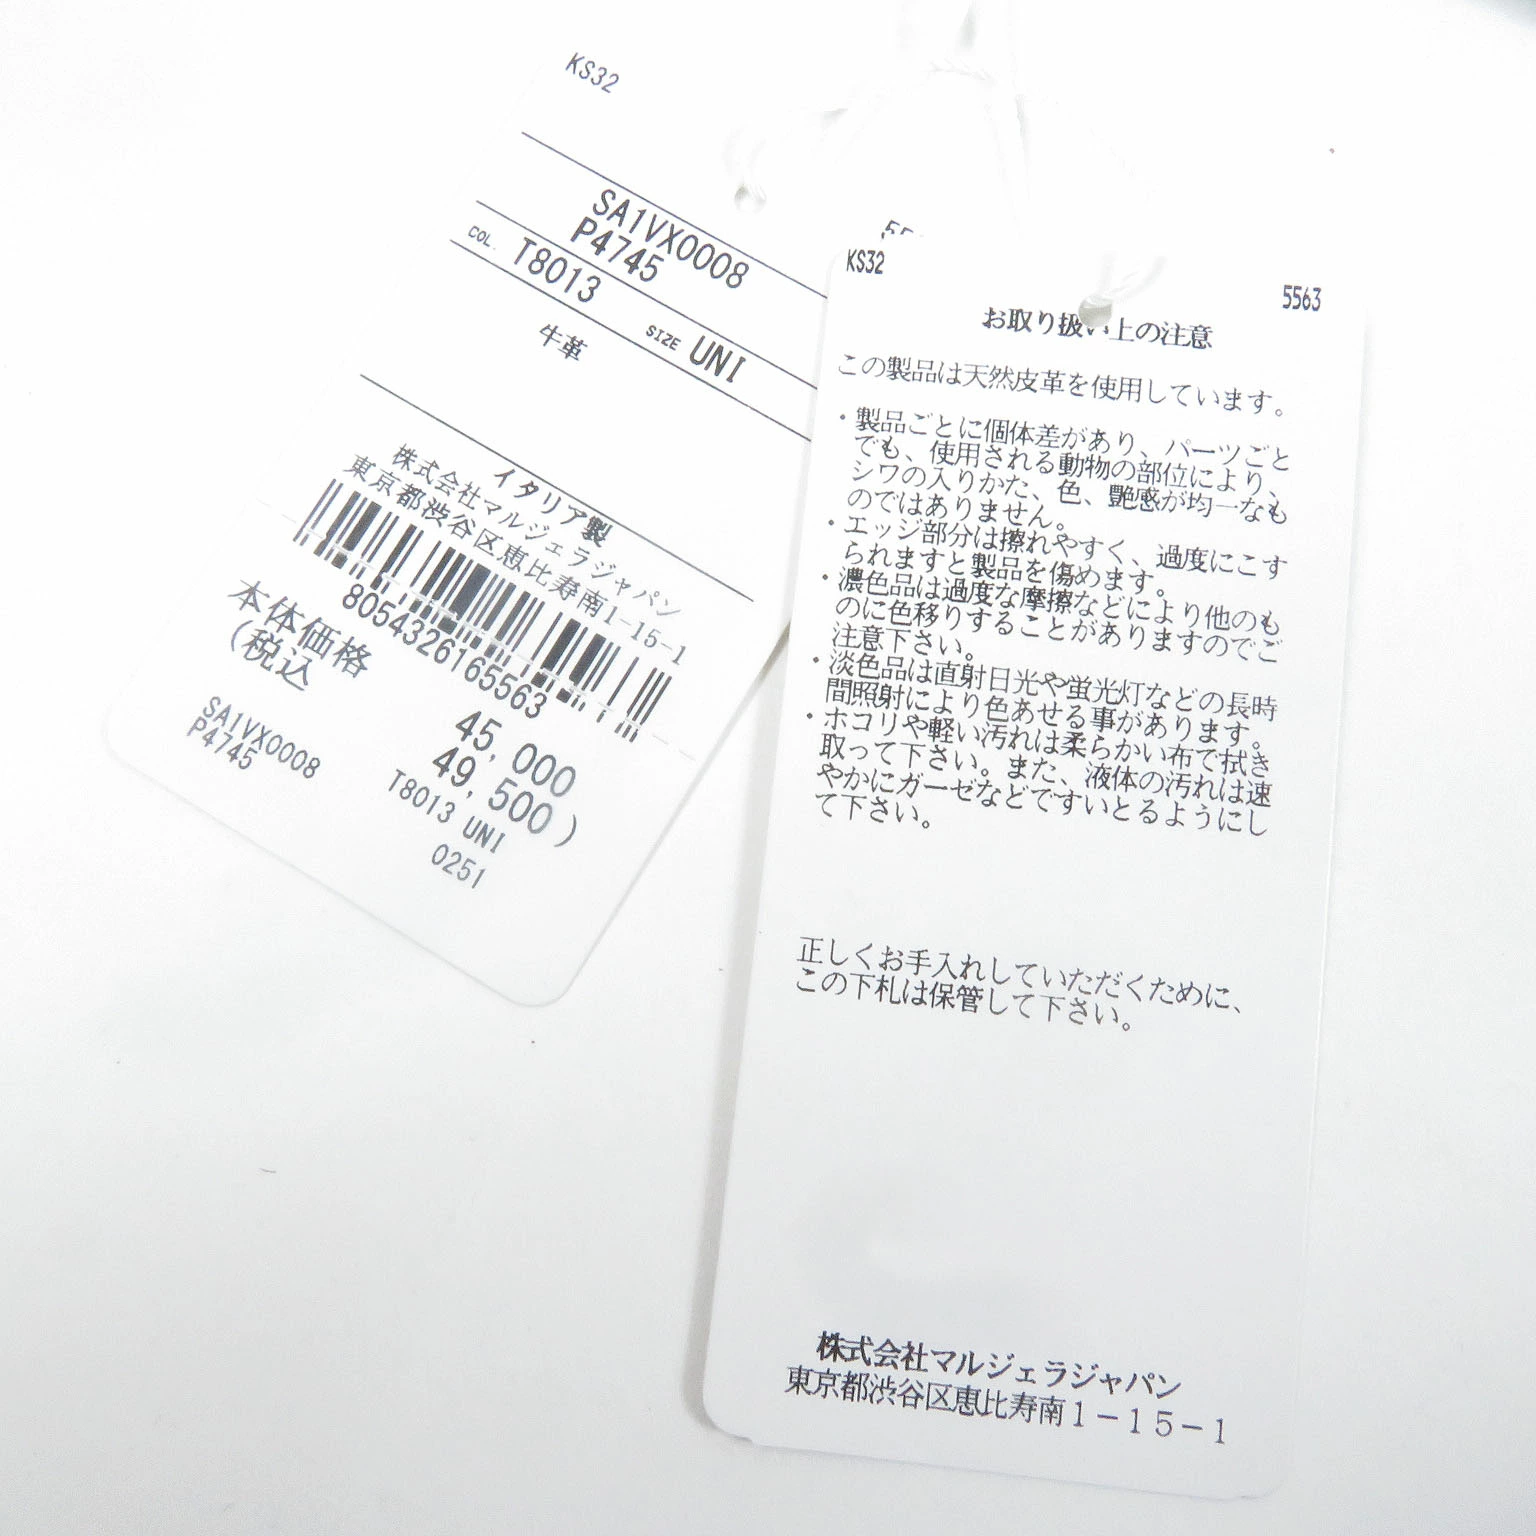 KS32
SA1VX0008
P4745
COL. T8013 SIZE UNI
牛革
イタリア製
株式会社マルジェラジャパン
東京都渋谷区恵比寿南1-15-1
8054326165563
本体価格 45,000
(税込 49,500)
SA1VX0008 T8013 UNI
P4745 0251
KS32
5563
お取り扱い上の注意
この製品は天然皮革を使用しています。
・製品ごとに個体差があり、パーツごと
でも、使用される動物の部位により、
シワの入りかた、色、艶感が均一なも
のではありません。
・エッジ部分は擦れやすく、過度にこす
られますと製品を傷めます。
・濃色品は過度な摩擦などにより他のも
のに色移りすることがありますのでご
注意下さい。
・淡色品は直射日光や蛍光灯などの長時
間照射により色あせる事があります。
・ホコリや軽い汚れは柔らかい布で拭き
取って下さい。また、液体の汚れは速
やかにガーゼなどですいとるようにし
て下さい。
正しくお手入れしていただくために、
この下札は保管して下さい。
株式会社マルジェラジャパン
東京都渋谷区恵比寿南1-15-1